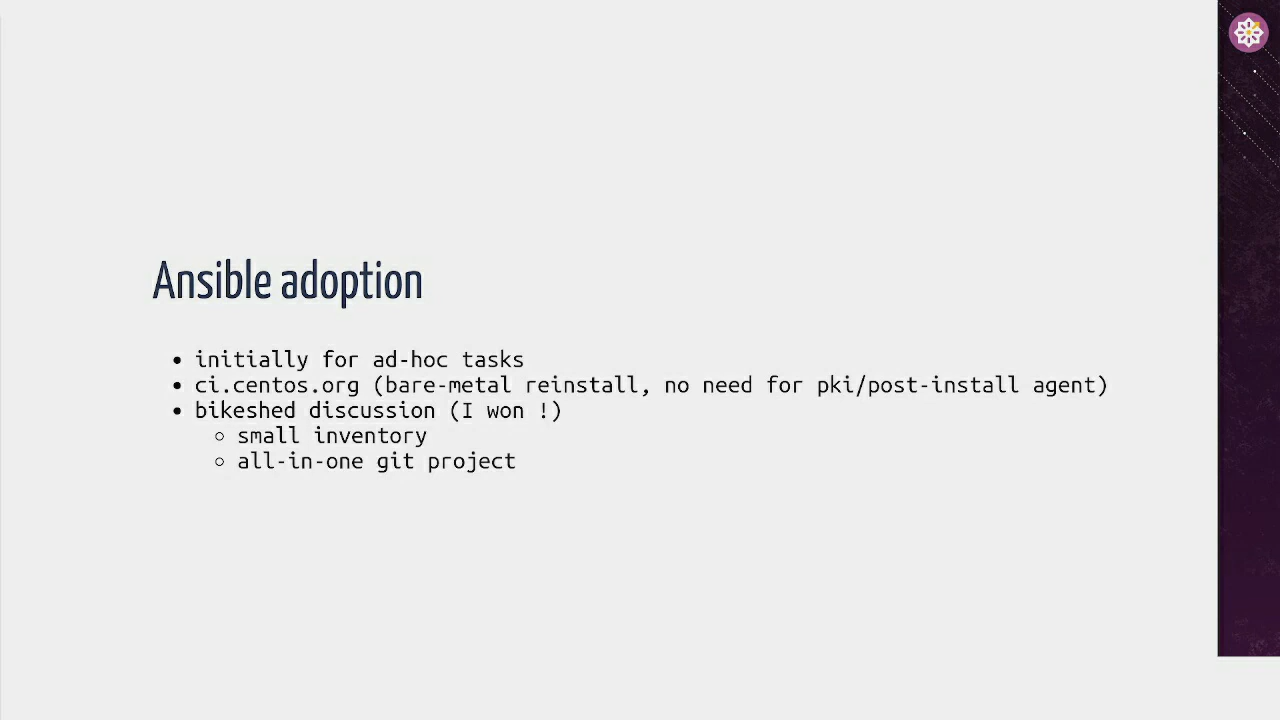 Ansible adoption
initially for ad-hoc tasks
ci.centos.org (bare-metal reinstall, no need for pki/post-install agent)
bikeshed discussion (I won !)
small inventory
all-in-one git project